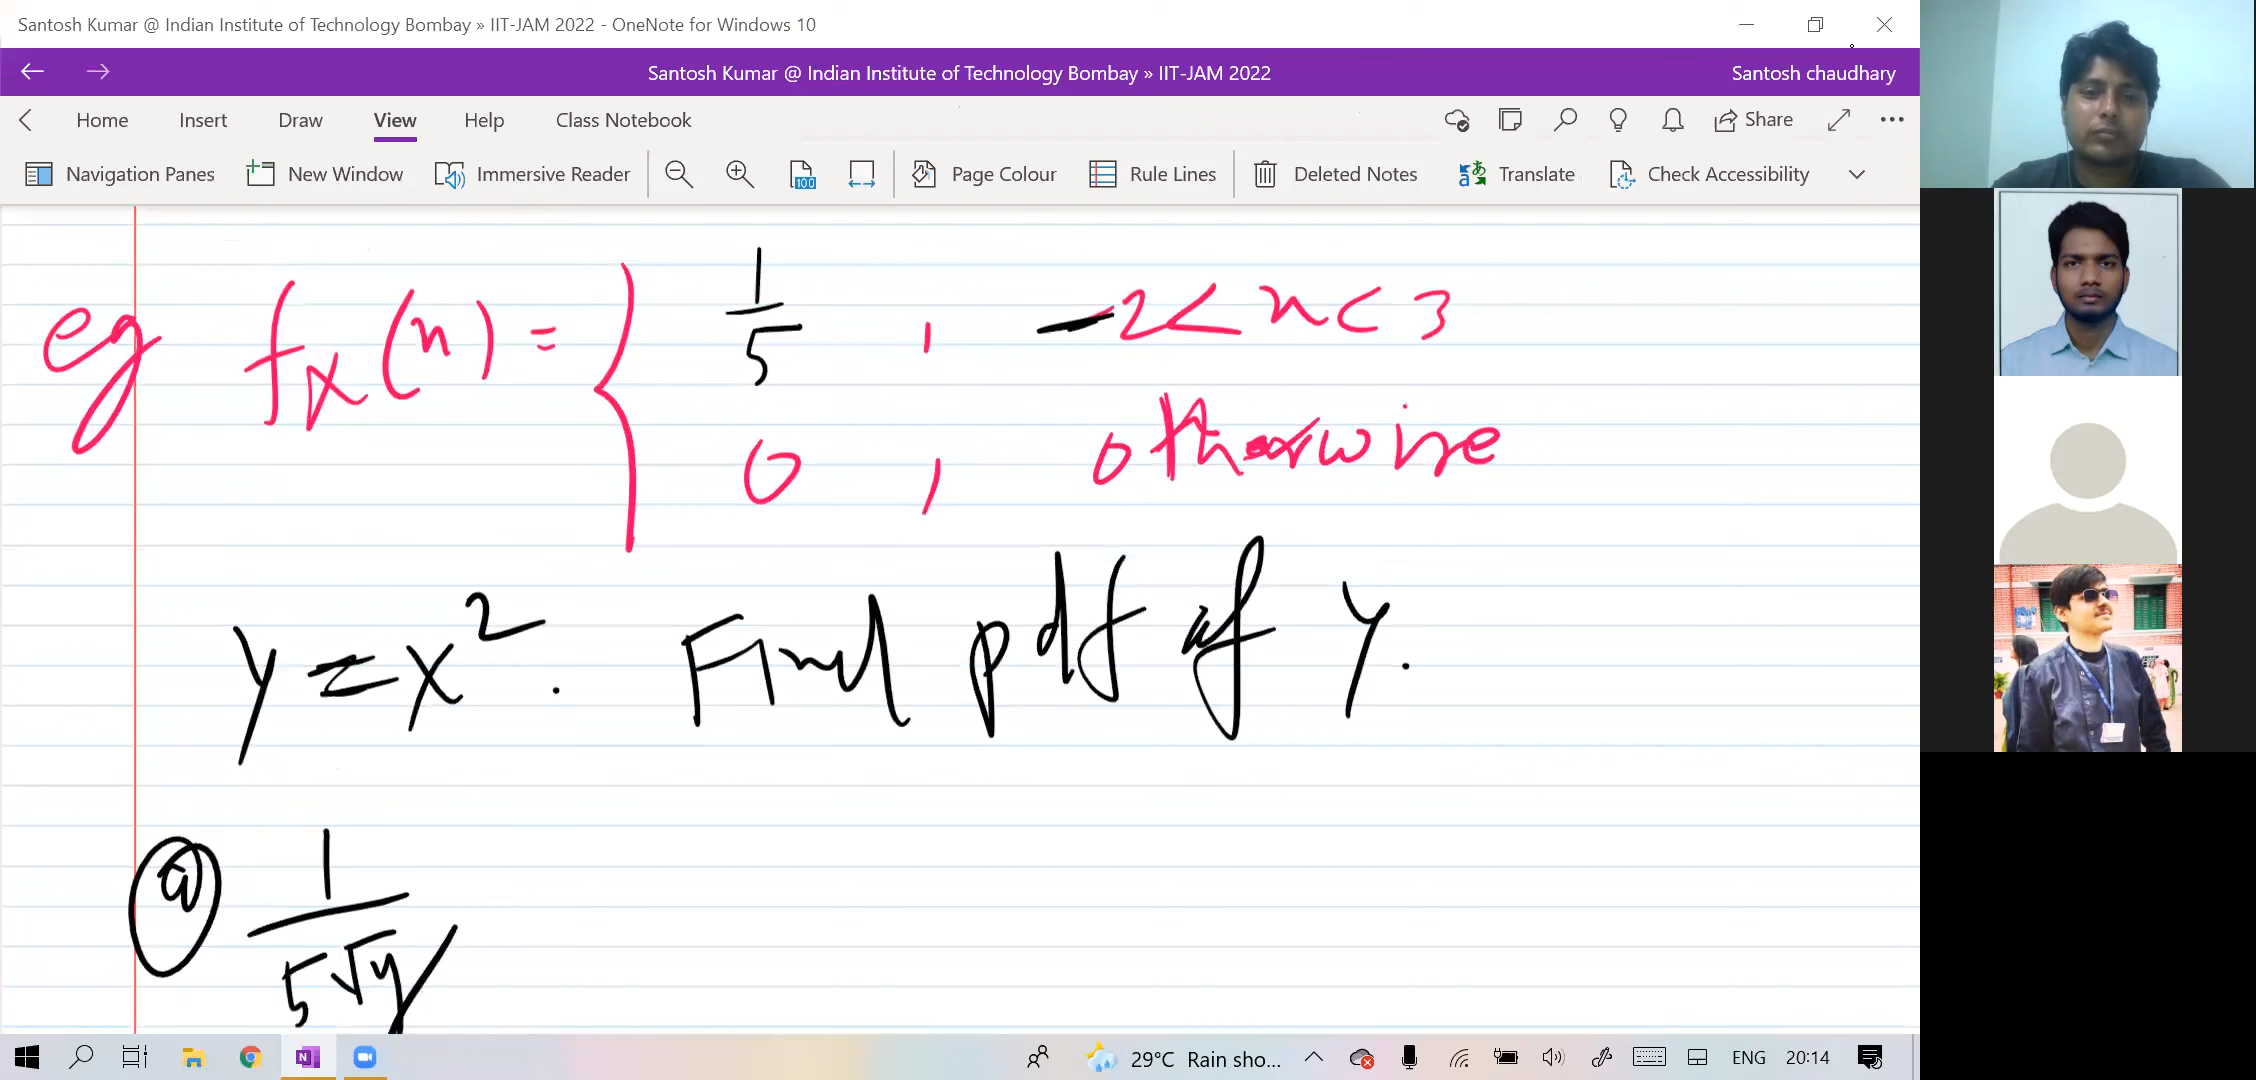 Santosh Kumar @ Indian Institute of Technology Bombay » IIT-JAM 2022 - OneNote for Windows 10
Santosh Kumar @ Indian Institute of Technology Bombay » IIT-JAM 2022
Santosh chaudhary
Home Insert Draw View Help Class Notebook Share
Navigation Panes New Window Immersive Reader 100 Page Colour Rule Lines Deleted Notes Translate Check Accessibility
eg f_X(x) = { 1/5 , -2 < x < 3
0 , otherwise
Y = X². Find pdf of Y.
(a) 1/(5√y)
29°C Rain sho... ENG 20:14